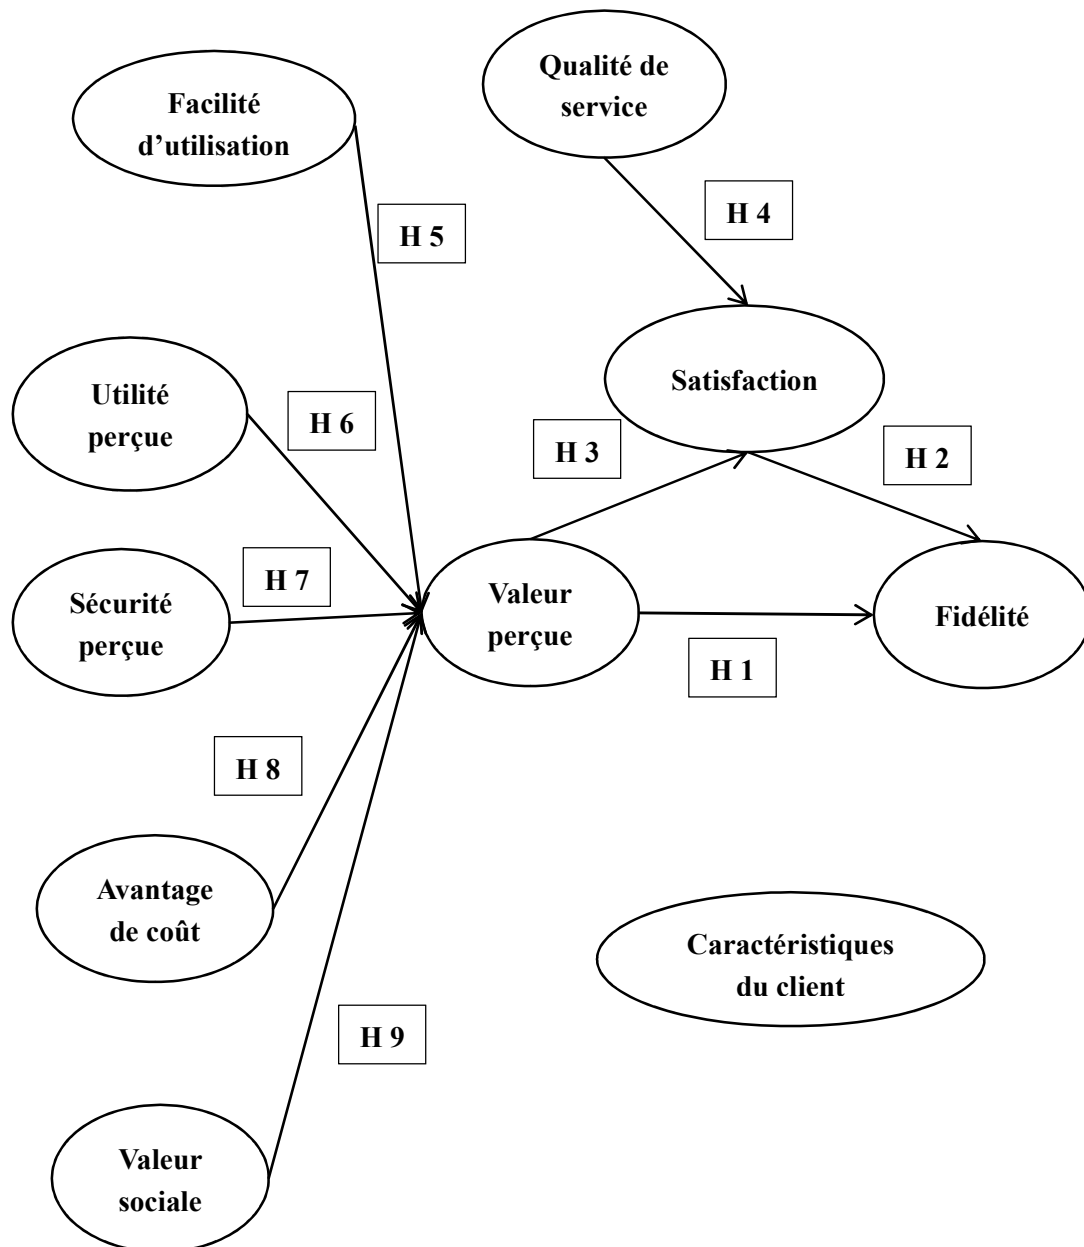 Qualité de
service
Facilité
d’utilisation
H 4
H 5
Satisfaction
Utilité
perçue
H 6
H 3
H 2
Sécurité
perçue
H 7
Valeur
perçue
Fidélité
H 1
H 8
Avantage
de coût
Caractéristiques
du client
H 9
Valeur
sociale